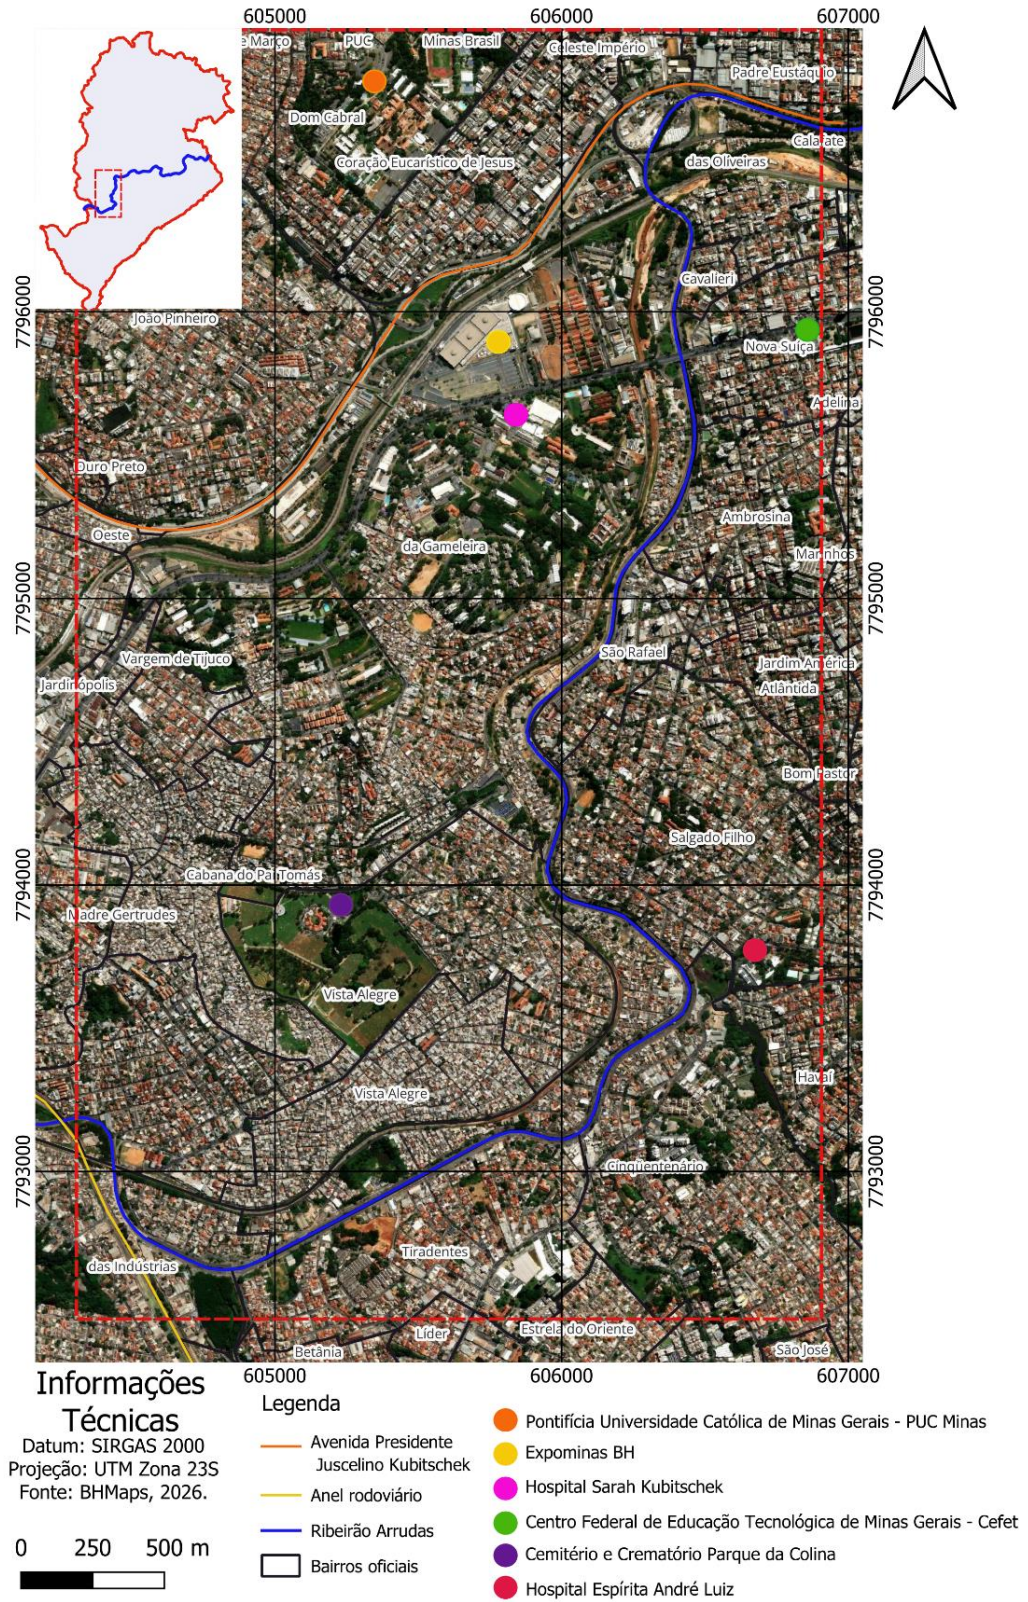 605000
606000
607000
e Março
PUC
Minas Brasil
Celeste Império
Padre Eustáquio
Dom Cabral
Calafate
Coração Eucarístico de Jesus
das Oliveiras
Cavalieri
7796000
7796000
João Pinheiro
Nova Suíça
Adelina
Ouro Preto
Ambrosina
Oeste
da Gameleira
Marinhos
7795000
7795000
São Rafael
Vargem de Tijuco
Jardim América
Jardinópolis
Atlântida
Bom Pastor
Salgado Filho
7794000
7794000
Cabana do Pai Tomás
Madre Gertrudes
Vista Alegre
Havaí
Vista Alegre
7793000
7793000
Cinqüentenário
Tiradentes
das Indústrias
Líder
Estrela do Oriente
Betânia
São José
605000
606000
607000
Informações
Técnicas
Datum: SIRGAS 2000
Projeção: UTM Zona 23S
Fonte: BHMaps, 2026.
0 250 500 m
Legenda
Avenida Presidente
Juscelino Kubitschek
Anel rodoviário
Ribeirão Arrudas
Bairros oficiais
Pontifícia Universidade Católica de Minas Gerais - PUC Minas
Expominas BH
Hospital Sarah Kubitschek
Centro Federal de Educação Tecnológica de Minas Gerais - Cefet
Cemitério e Crematório Parque da Colina
Hospital Espírita André Luiz